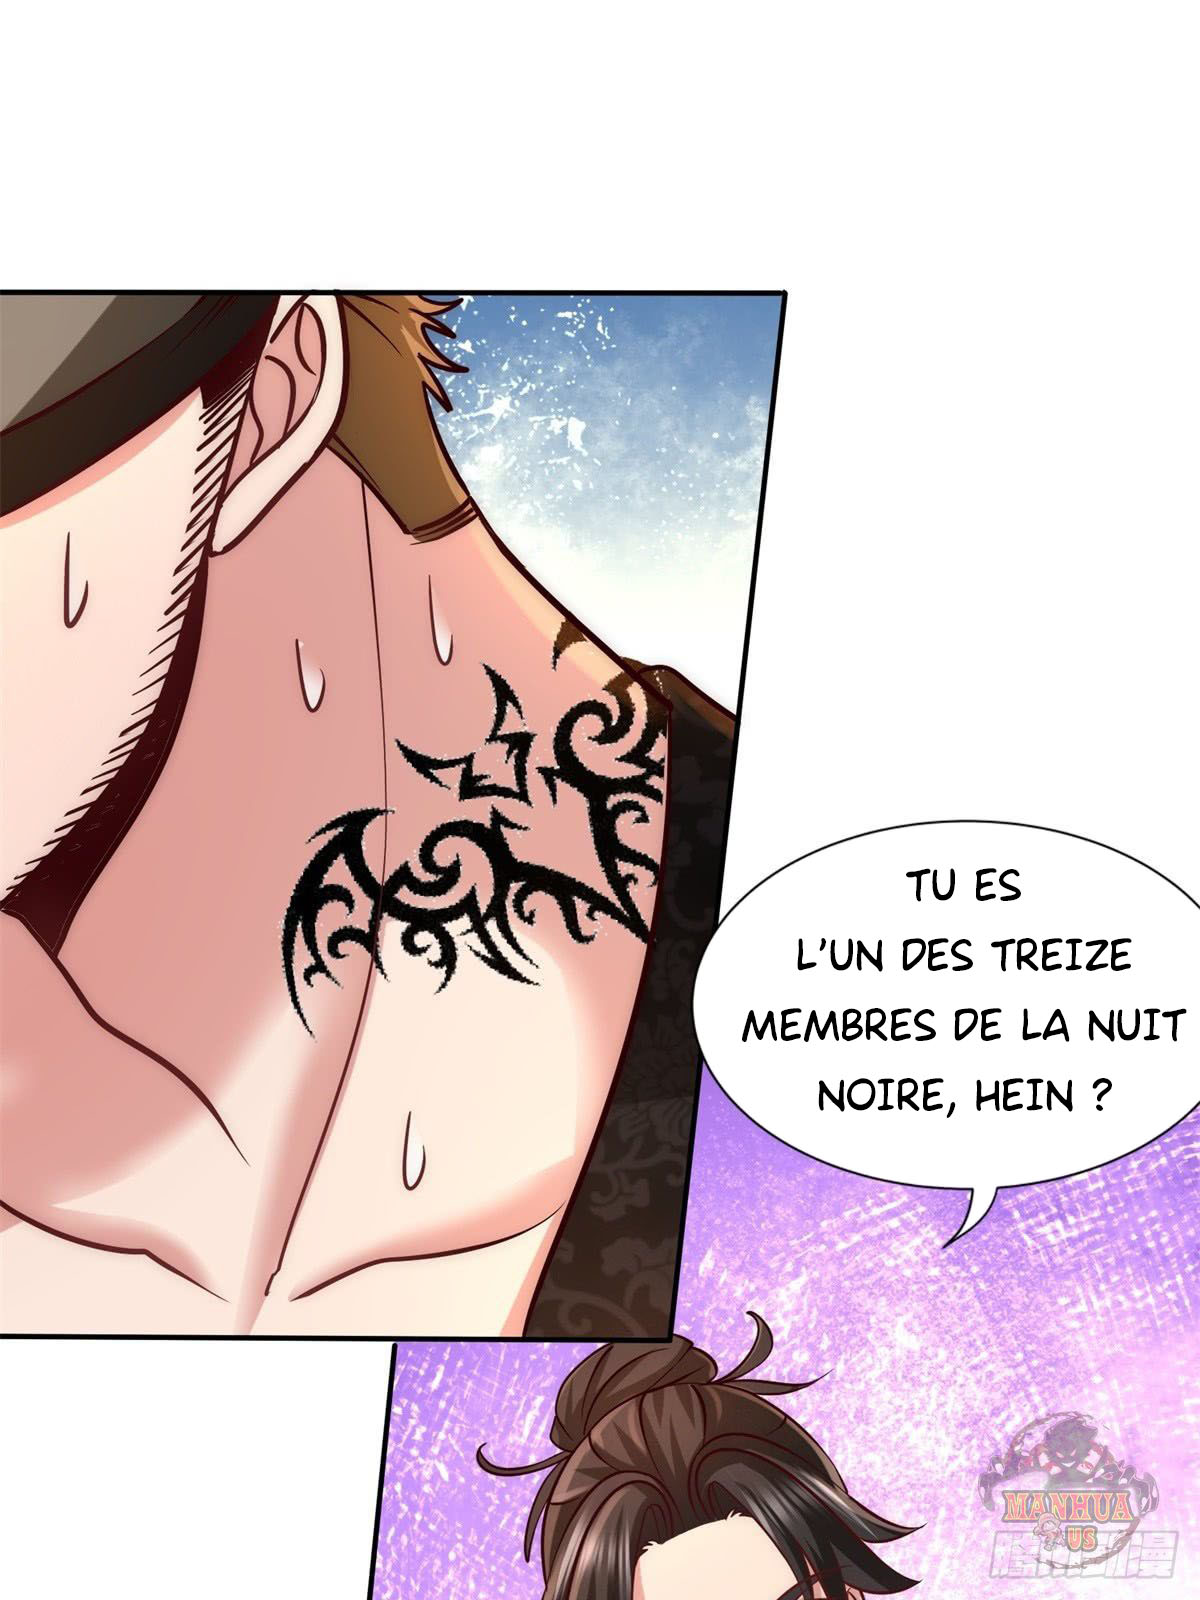 TU ES
L'UN DES TREIZE
MEMBRES DE LA NUIT
NOIRE, HEIN ?
MANHUA
US